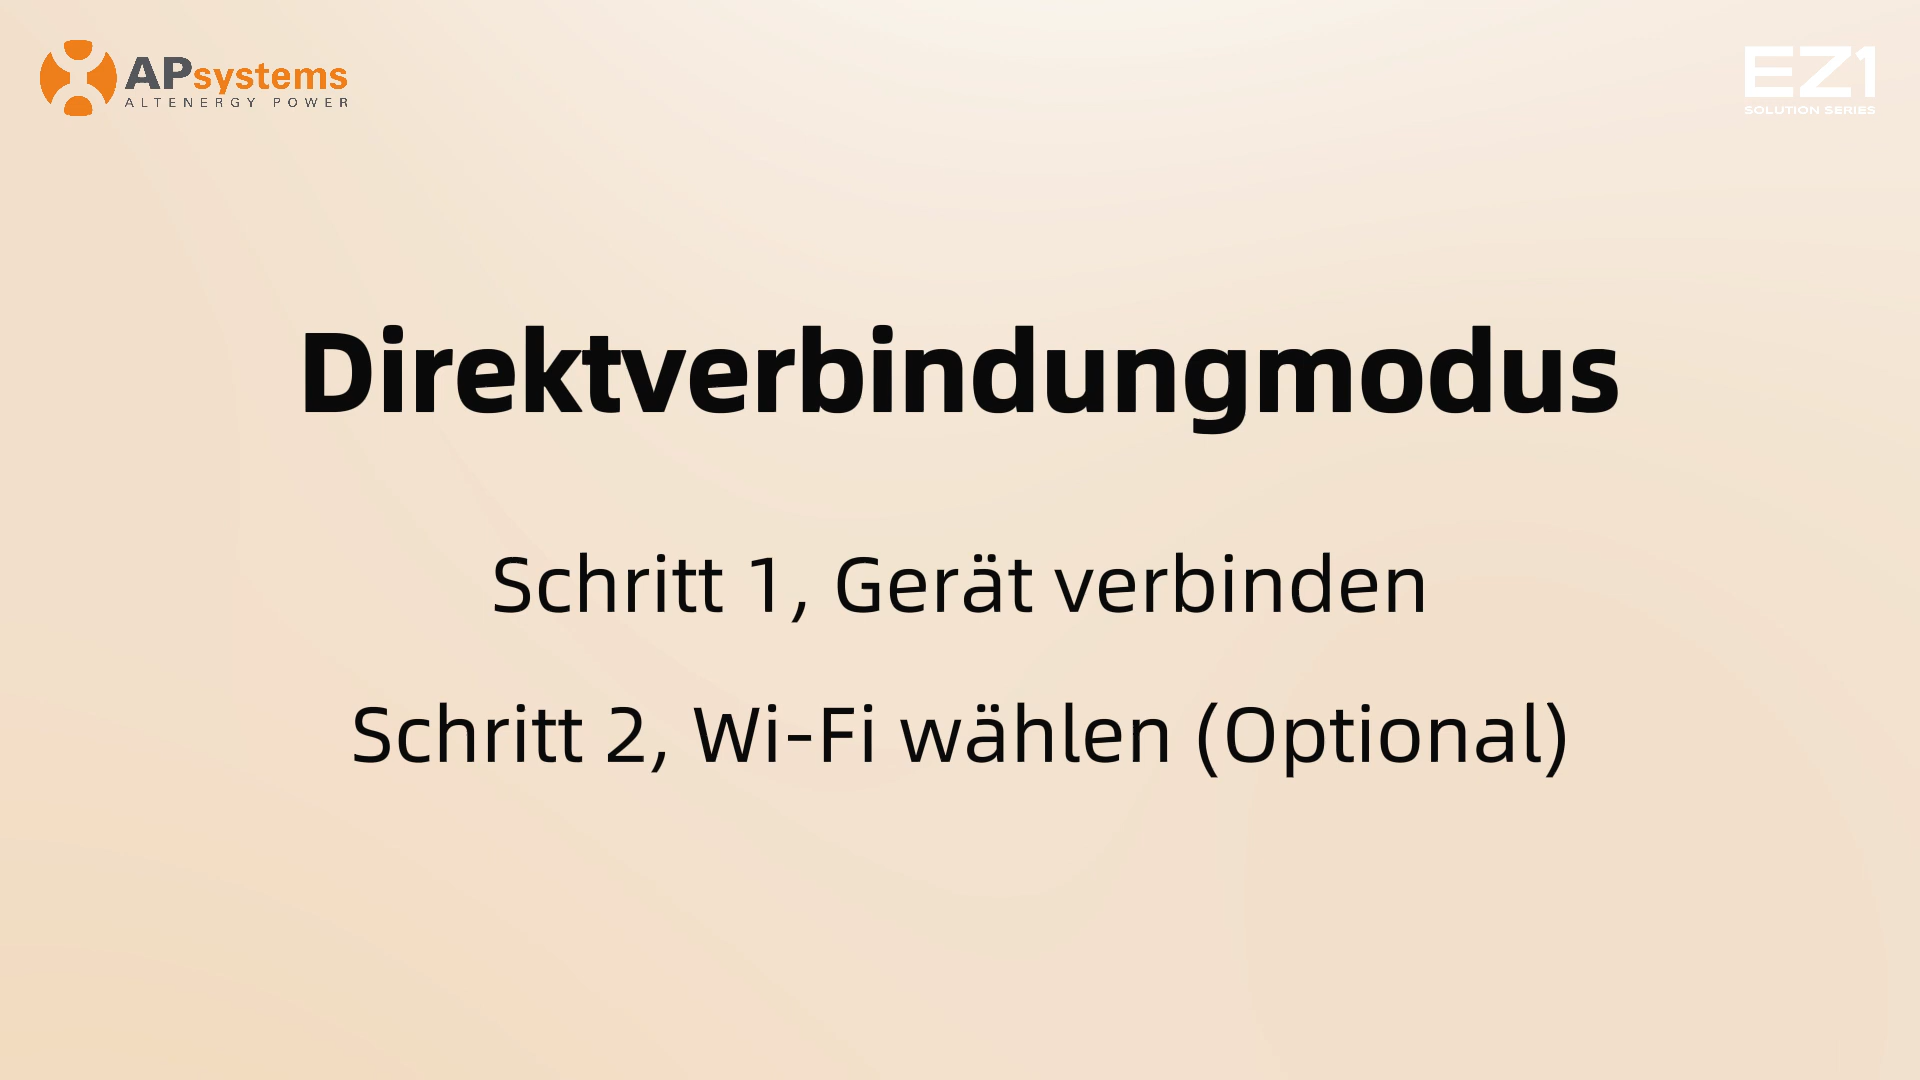 APsystems
ALTENERGY POWER
EZ1
SOLUTION SERIES
Direktverbindungmodus
Schritt 1, Gerät verbinden
Schritt 2, Wi-Fi wählen (Optional)